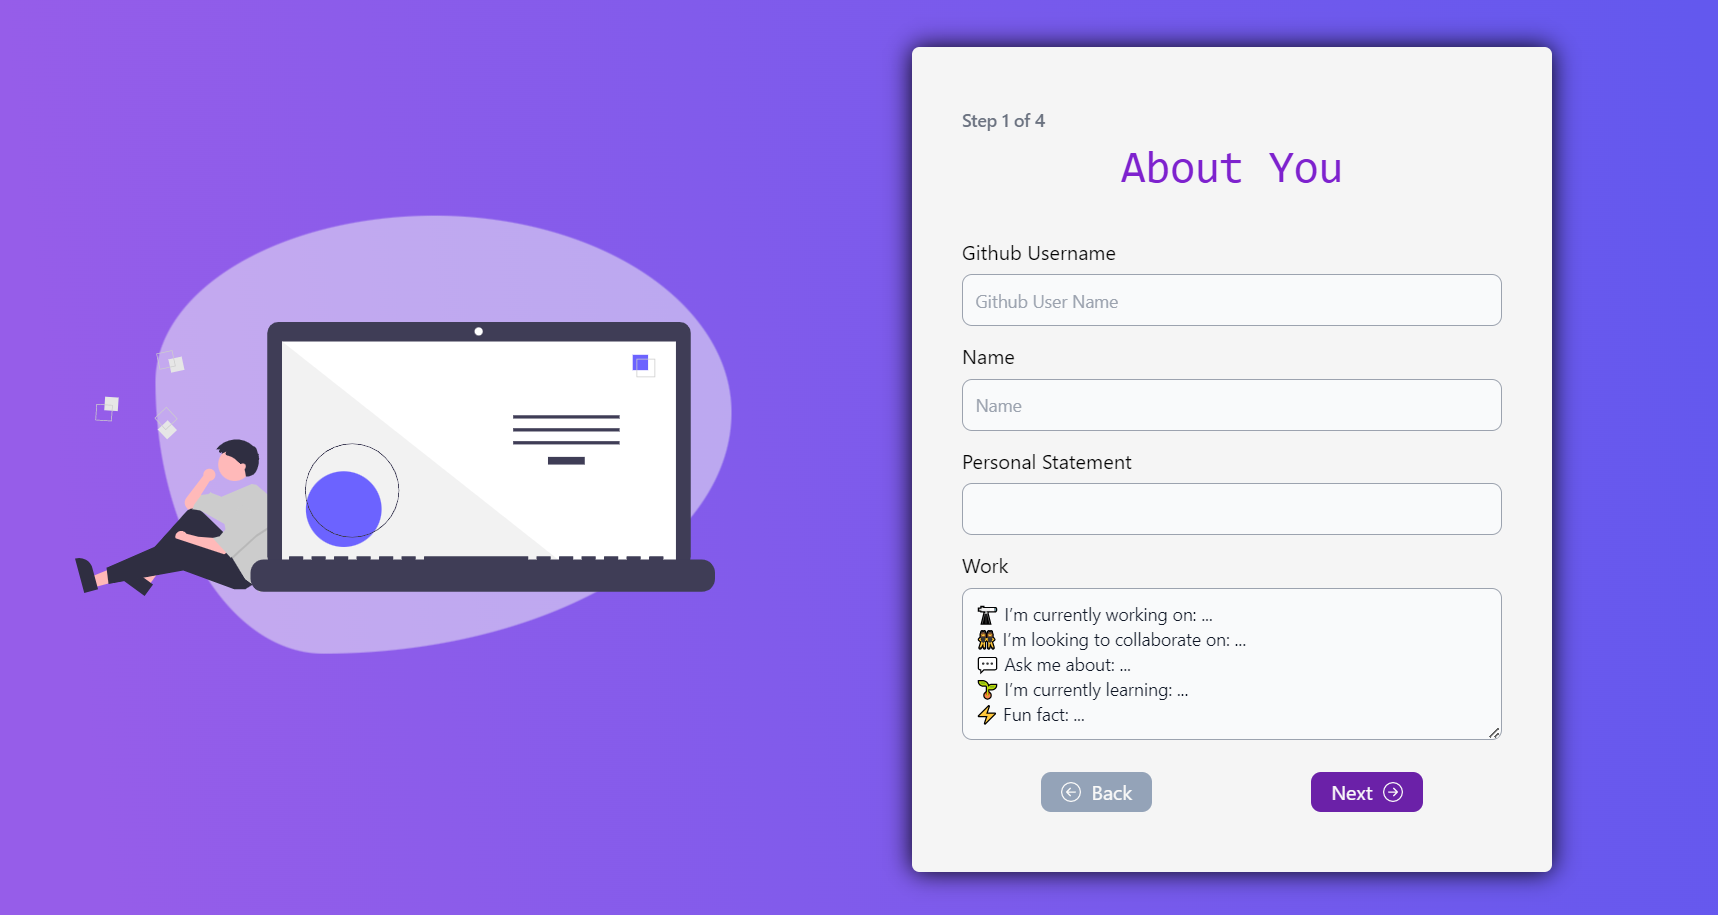 Step 1 of 4
About You
Github Username
Github User Name
Name
Name
Personal Statement
Work
🔭 I’m currently working on: ...
👯 I’m looking to collaborate on: ...
💬 Ask me about: ...
🌱 I’m currently learning: ...
⚡ Fun fact: ...
Back
Next